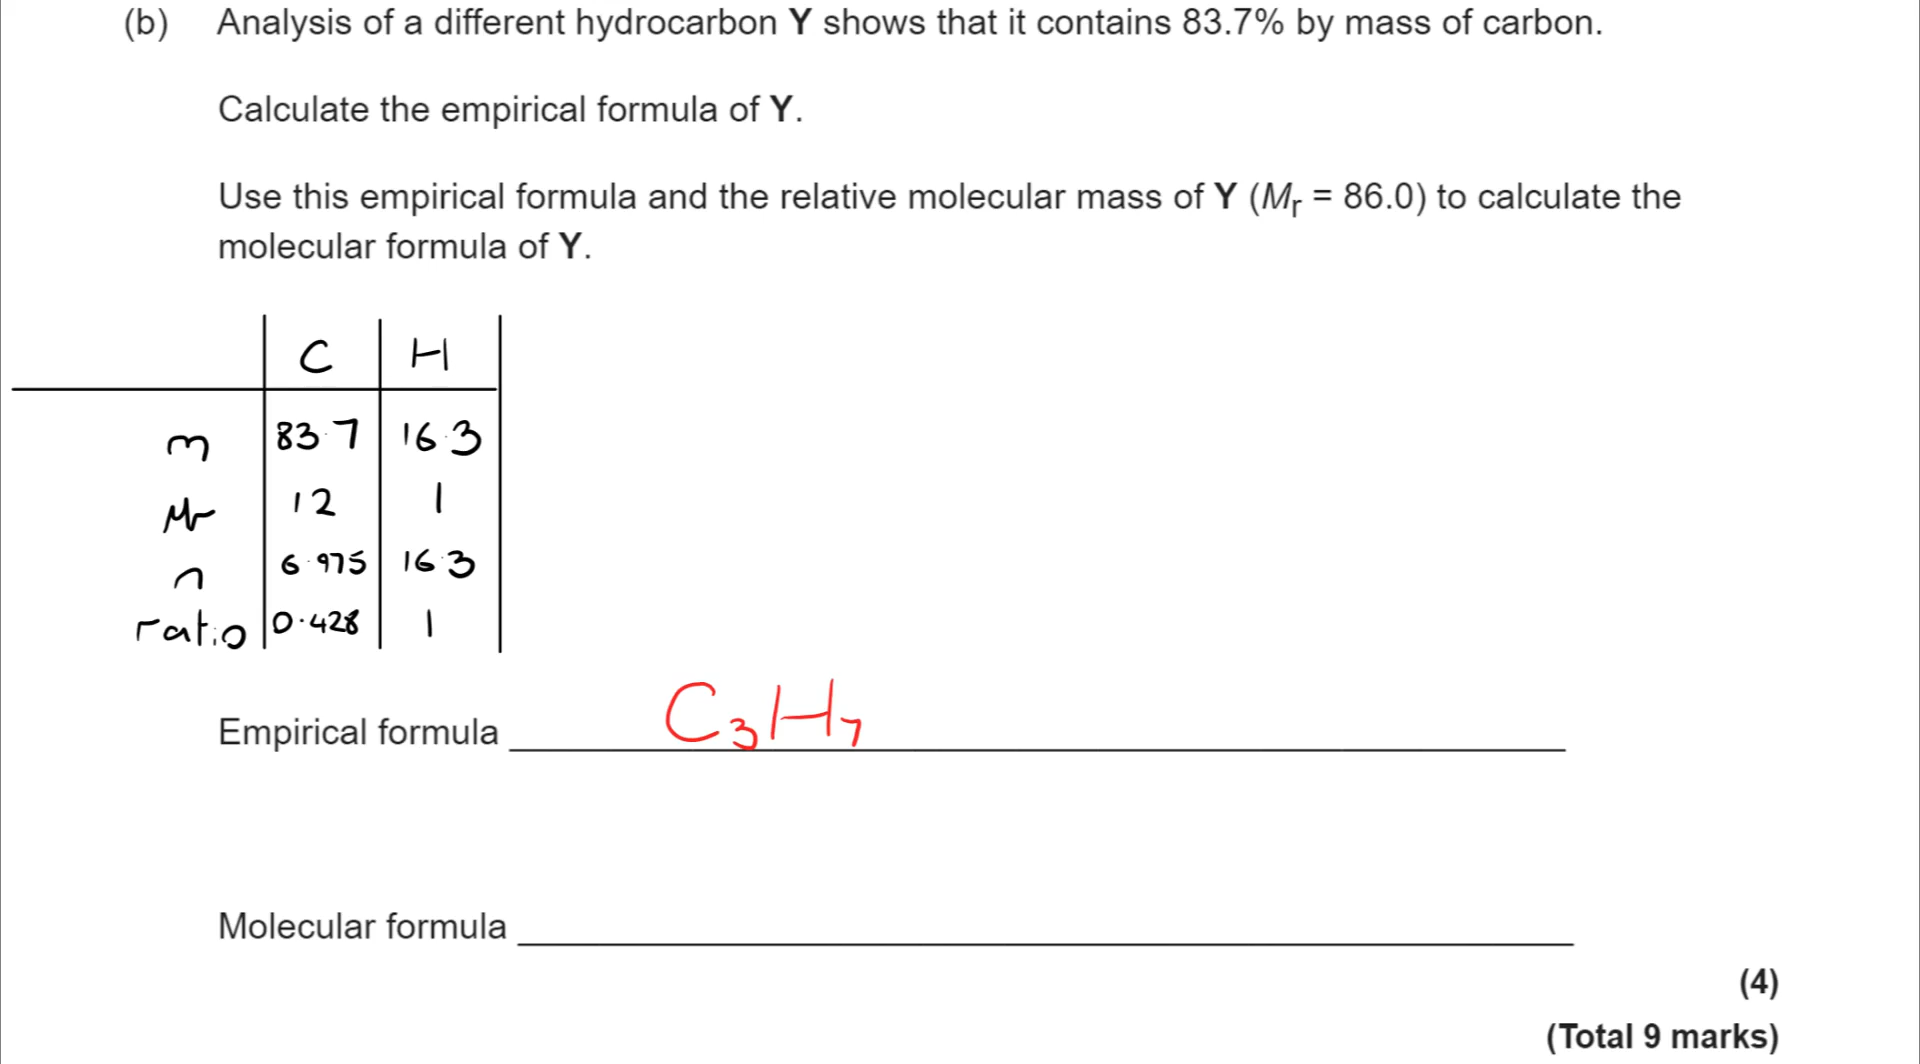 (b) Analysis of a different hydrocarbon Y shows that it contains 83.7% by mass of carbon.
Calculate the empirical formula of Y.
Use this empirical formula and the relative molecular mass of Y (Mr = 86.0) to calculate the
molecular formula of Y.
C H
m 83.7 16.3
Mr 12 1
n 6.975 16.3
ratio 0.428 1
Empirical formula C3H7
Molecular formula
(4)
(Total 9 marks)